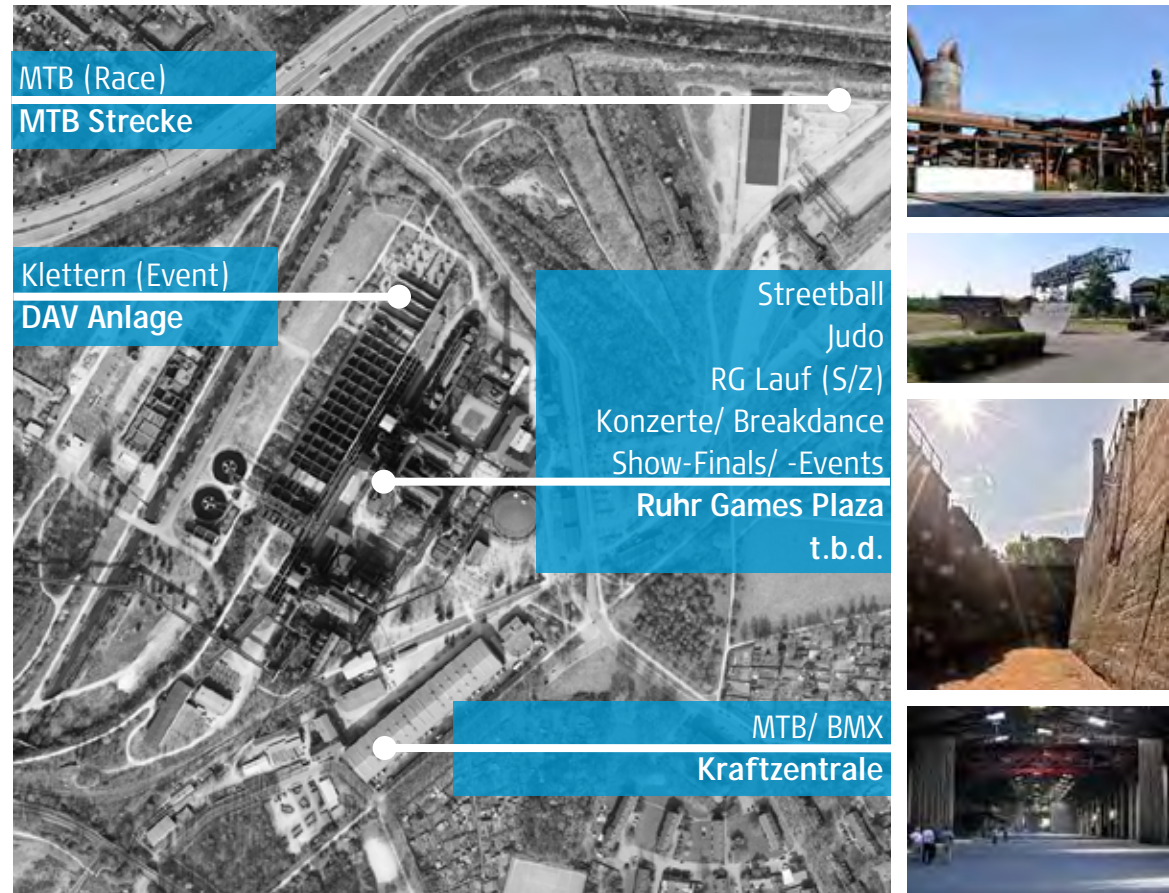 MTB (Race)
MTB Strecke
Klettern (Event)
DAV Anlage
Streetball
Judo
RG Lauf (S/Z)
Konzerte/ Breakdance
Show-Finals/ -Events
Ruhr Games Plaza
t.b.d.
MTB/ BMX
Kraftzentrale